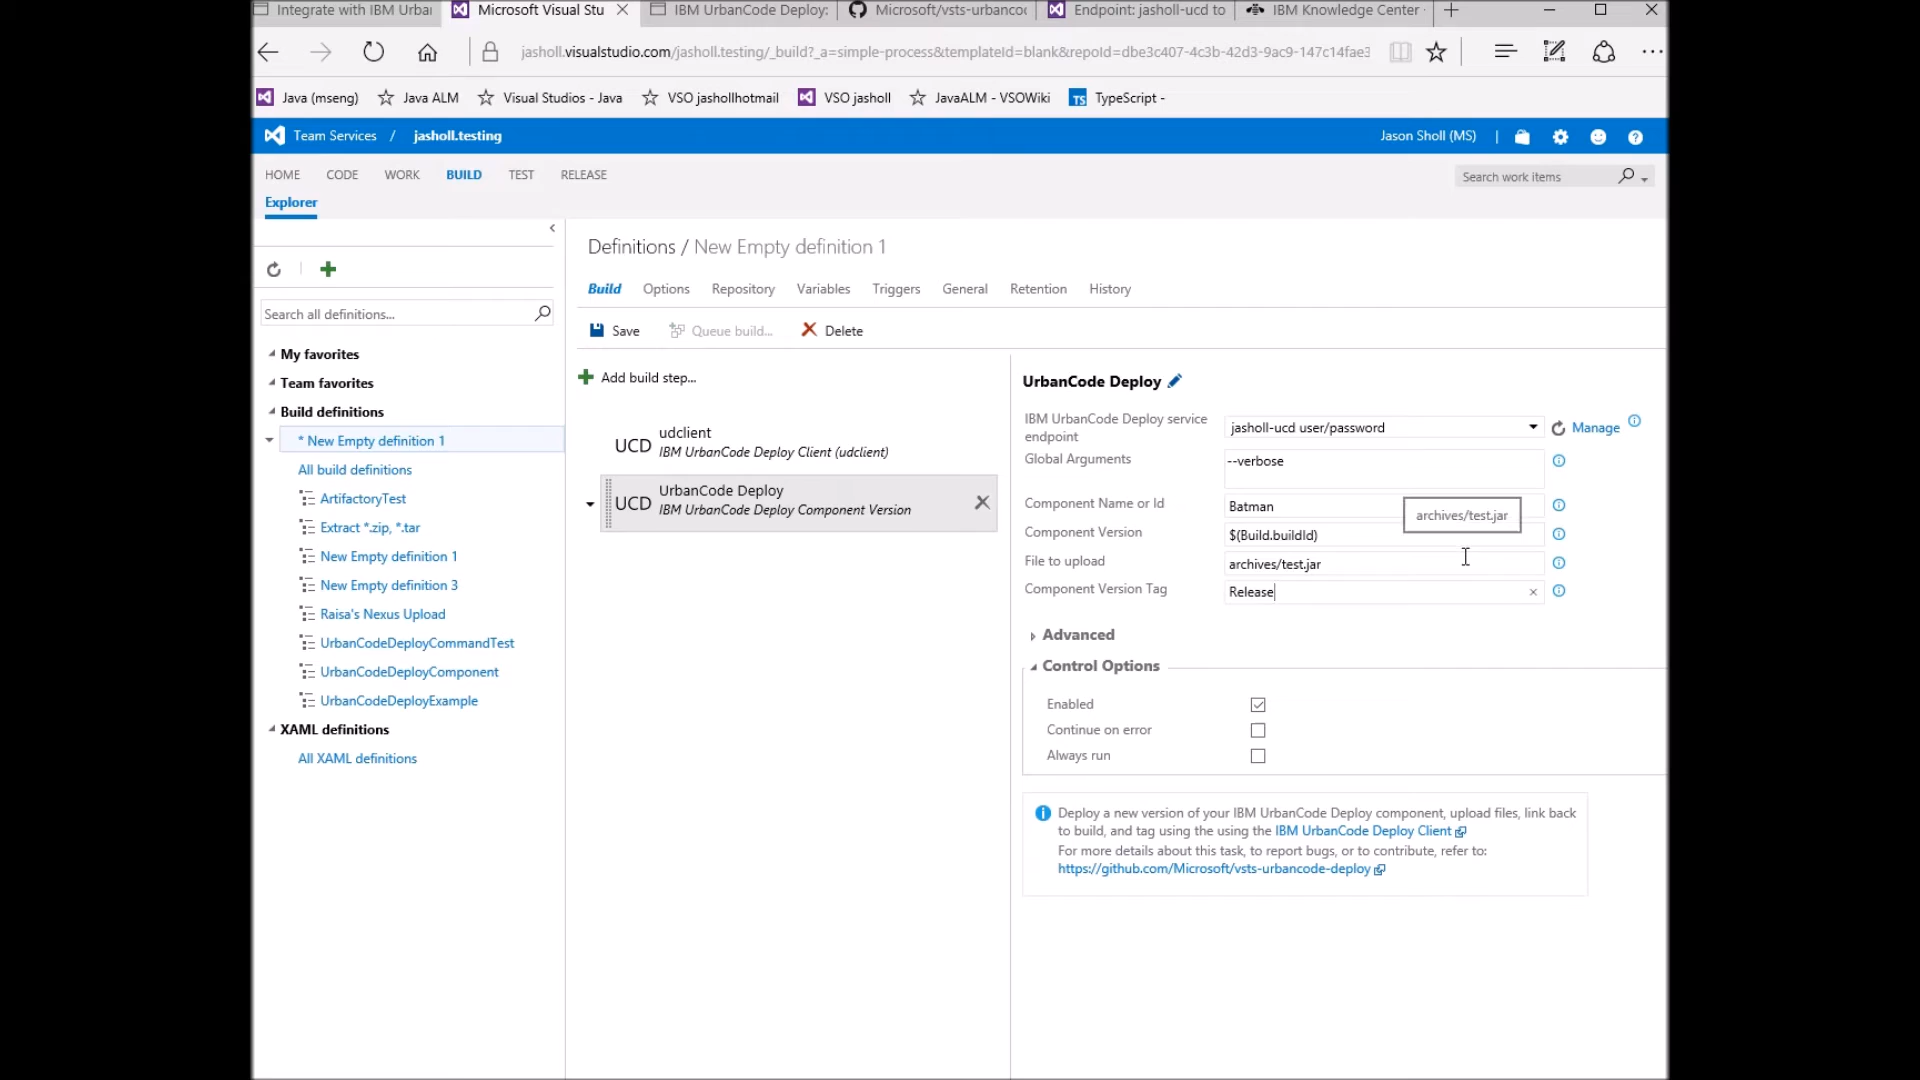 Integrate with IBM Urbar
Microsoft Visual Stu
IBM UrbanCode Deploy:
Microsoft/vsts-urbancoc
Endpoint: jasholl-ucd to
IBM Knowledge Center
jasholl.visualstudio.com/jasholl.testing/_build?_a=simple-process&templateId=blank&repoId=dbe3c407-4c3b-42d3-9ac9-147c14fae3
Java (mseng)
Java ALM
Visual Studios - Java
VSO jashollhotmail
VSO jasholl
JavaALM - VSOWiki
TS TypeScript -
Team Services / jasholl.testing
Jason Sholl (MS) |
HOME CODE WORK BUILD TEST RELEASE
Search work items
Explorer
Definitions / New Empty definition 1
Build Options Repository Variables Triggers General Retention History
Save Queue build... Delete
Search all definitions...
My favorites
Team favorites
Build definitions
* New Empty definition 1
All build definitions
ArtifactoryTest
Extract *.zip, *.tar
New Empty definition 1
New Empty definition 3
Raisa's Nexus Upload
UrbanCodeDeployCommandTest
UrbanCodeDeployComponent
UrbanCodeDeployExample
XAML definitions
All XAML definitions
Add build step...
UCD udclient
IBM UrbanCode Deploy Client (udclient)
UCD UrbanCode Deploy
IBM UrbanCode Deploy Component Version
UrbanCode Deploy
IBM UrbanCode Deploy service
endpoint
jasholl-ucd user/password
Manage
Global Arguments
--verbose
Component Name or Id
Batman
archives/test.jar
Component Version
$(Build.buildId)
File to upload
archives/test.jar
Component Version Tag
Release
Advanced
Control Options
Enabled
Continue on error
Always run
Deploy a new version of your IBM UrbanCode Deploy component, upload files, link back
to build, and tag using the using the IBM UrbanCode Deploy Client
For more details about this task, to report bugs, or to contribute, refer to:
https://github.com/Microsoft/vsts-urbancode-deploy